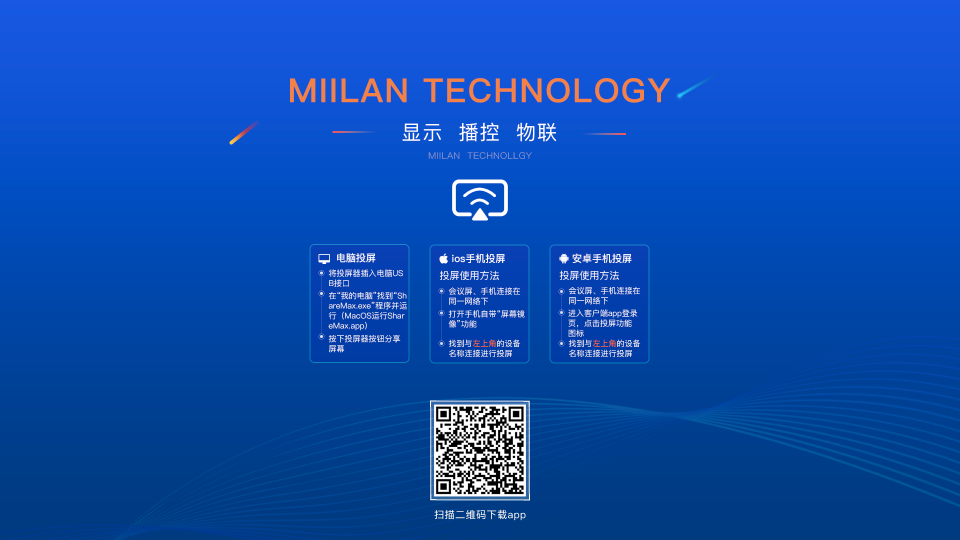 MIILAN TECHNOLOGY
显示 播控 物联
MIILAN TECHNOLLGY
电脑投屏
将投屏器插入电脑US
B接口
在“我的电脑”找到“Sh
areMax.exe”程序并运
行（MacOS运行Shar
eMax.app）
按下投屏器按钮分享
屏幕
ios手机投屏
投屏使用方法
会议屏、手机连接在
同一网络下
打开手机自带“屏幕镜
像”功能
找到与左上角的设备
名称连接进行投屏
安卓手机投屏
投屏使用方法
会议屏、手机连接在
同一网络下
进入客户端app登录
页，点击投屏功能
图标
找到与左上角的设备
名称连接进行投屏
扫描二维码下载app